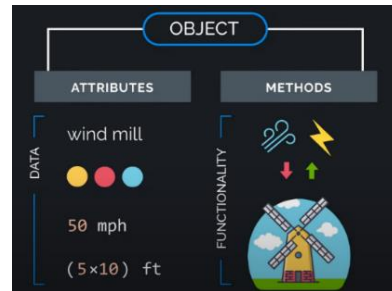 OBJECT
ATTRIBUTES
METHODS
DATA
wind mill
50 mph
(5×10) ft
FUNCTIONALITY